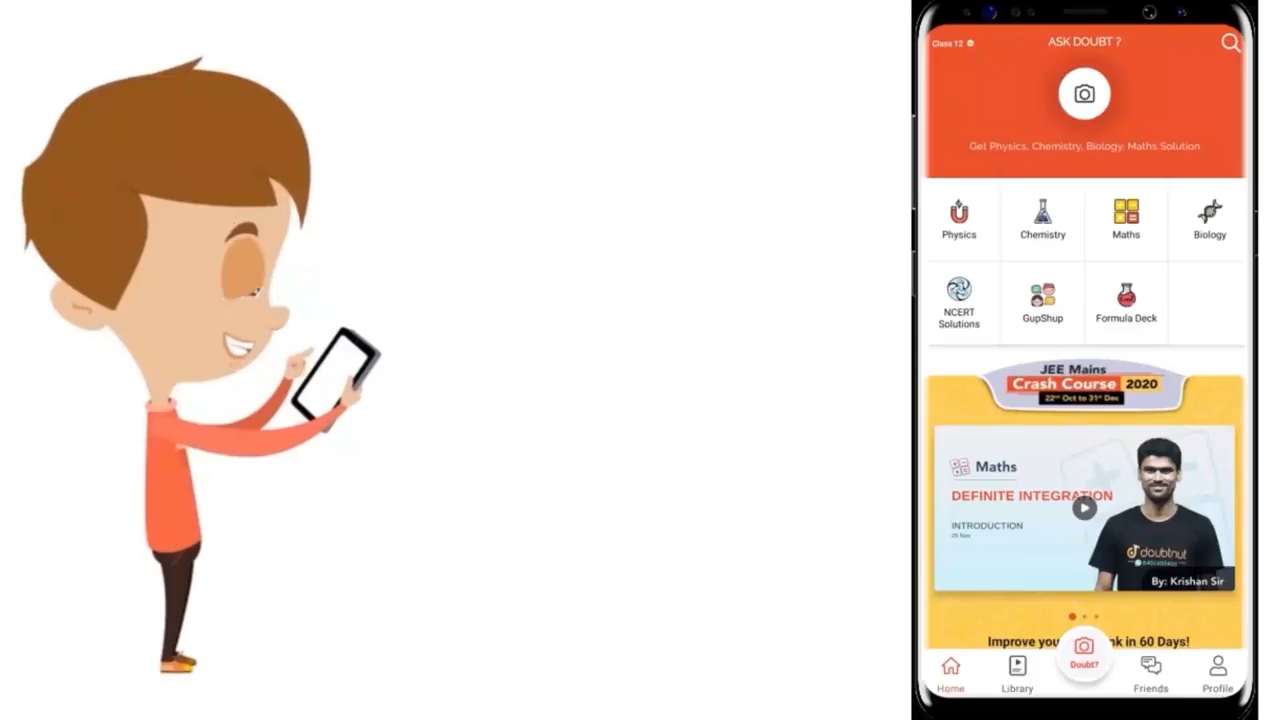 Class 12
ASK DOUBT ?
Get Physics, Chemistry, Biology, Maths Solution
Physics
Chemistry
Maths
Biology
NCERT
Solutions
GupShup
Formula Deck
JEE Mains
Crash Course 2020
22nd Oct to 31st Dec
Maths
DEFINITE INTEGRATION
INTRODUCTION
doubtnut
By: Krishan Sir
Improve you nk in 60 Days!
Doubt?
Home
Library
Friends
Profile